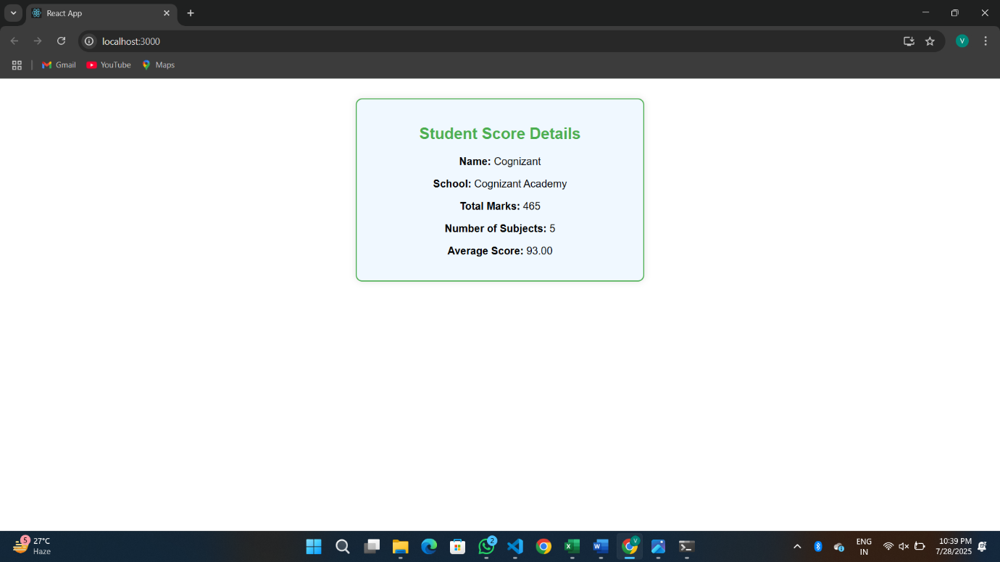 React App
localhost:3000
V
Gmail
YouTube
Maps
Student Score Details
Name: Cognizant
School: Cognizant Academy
Total Marks: 465
Number of Subjects: 5
Average Score: 93.00
5
27°C
Haze
2
V
ENG
IN
10:39 PM
7/28/2025